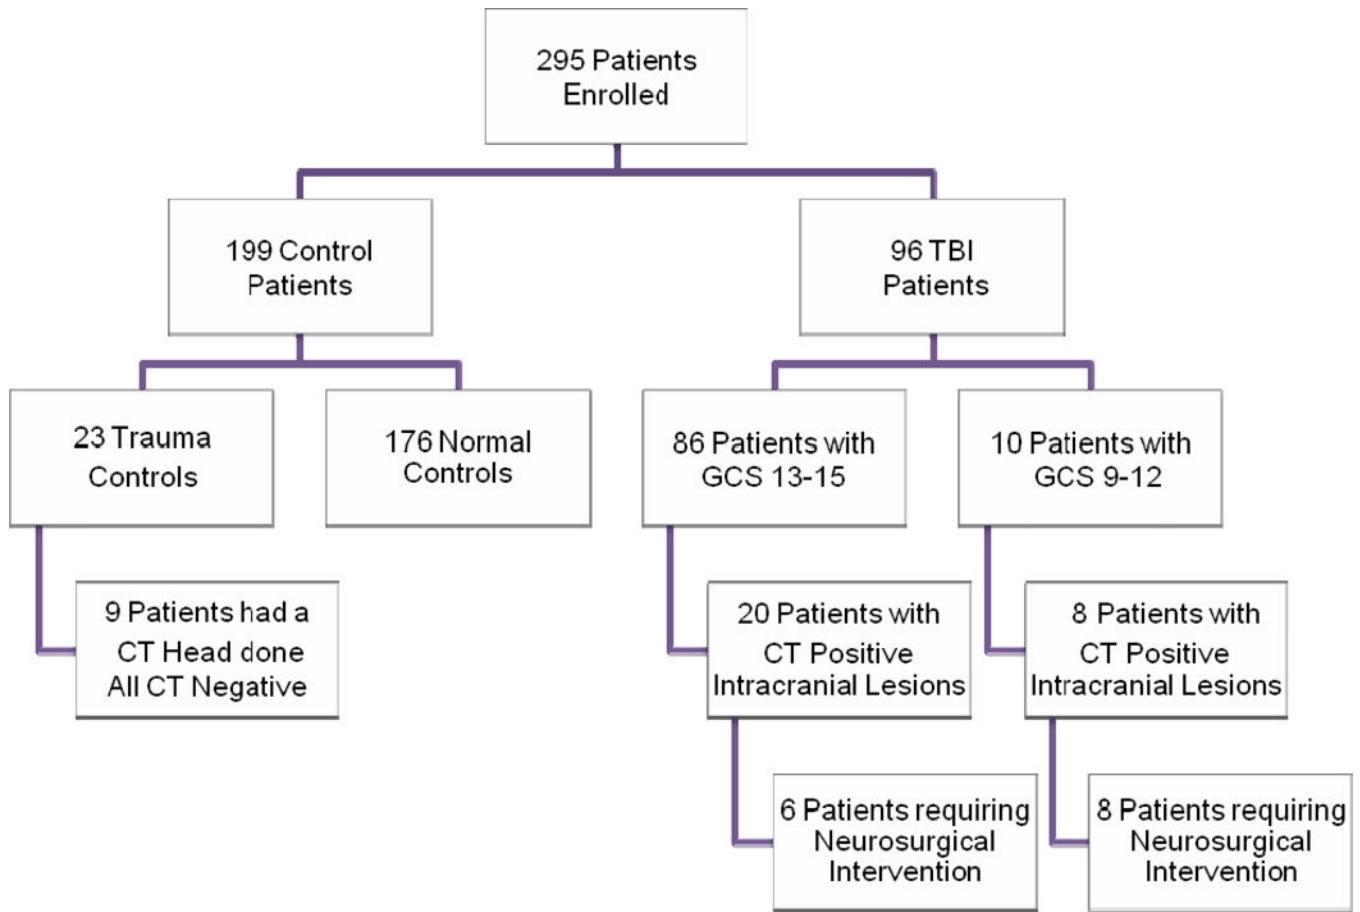 295 Patients
Enrolled
199 Control
Patients
96 TBI
Patients
23 Trauma
Controls
176 Normal
Controls
86 Patients with
GCS 13-15
10 Patients with
GCS 9-12
9 Patients had a
CT Head done
All CT Negative
20 Patients with
CT Positive
Intracranial Lesions
8 Patients with
CT Positive
Intracranial Lesions
6 Patients requiring
Neurosurgical
Intervention
8 Patients requiring
Neurosurgical
Intervention